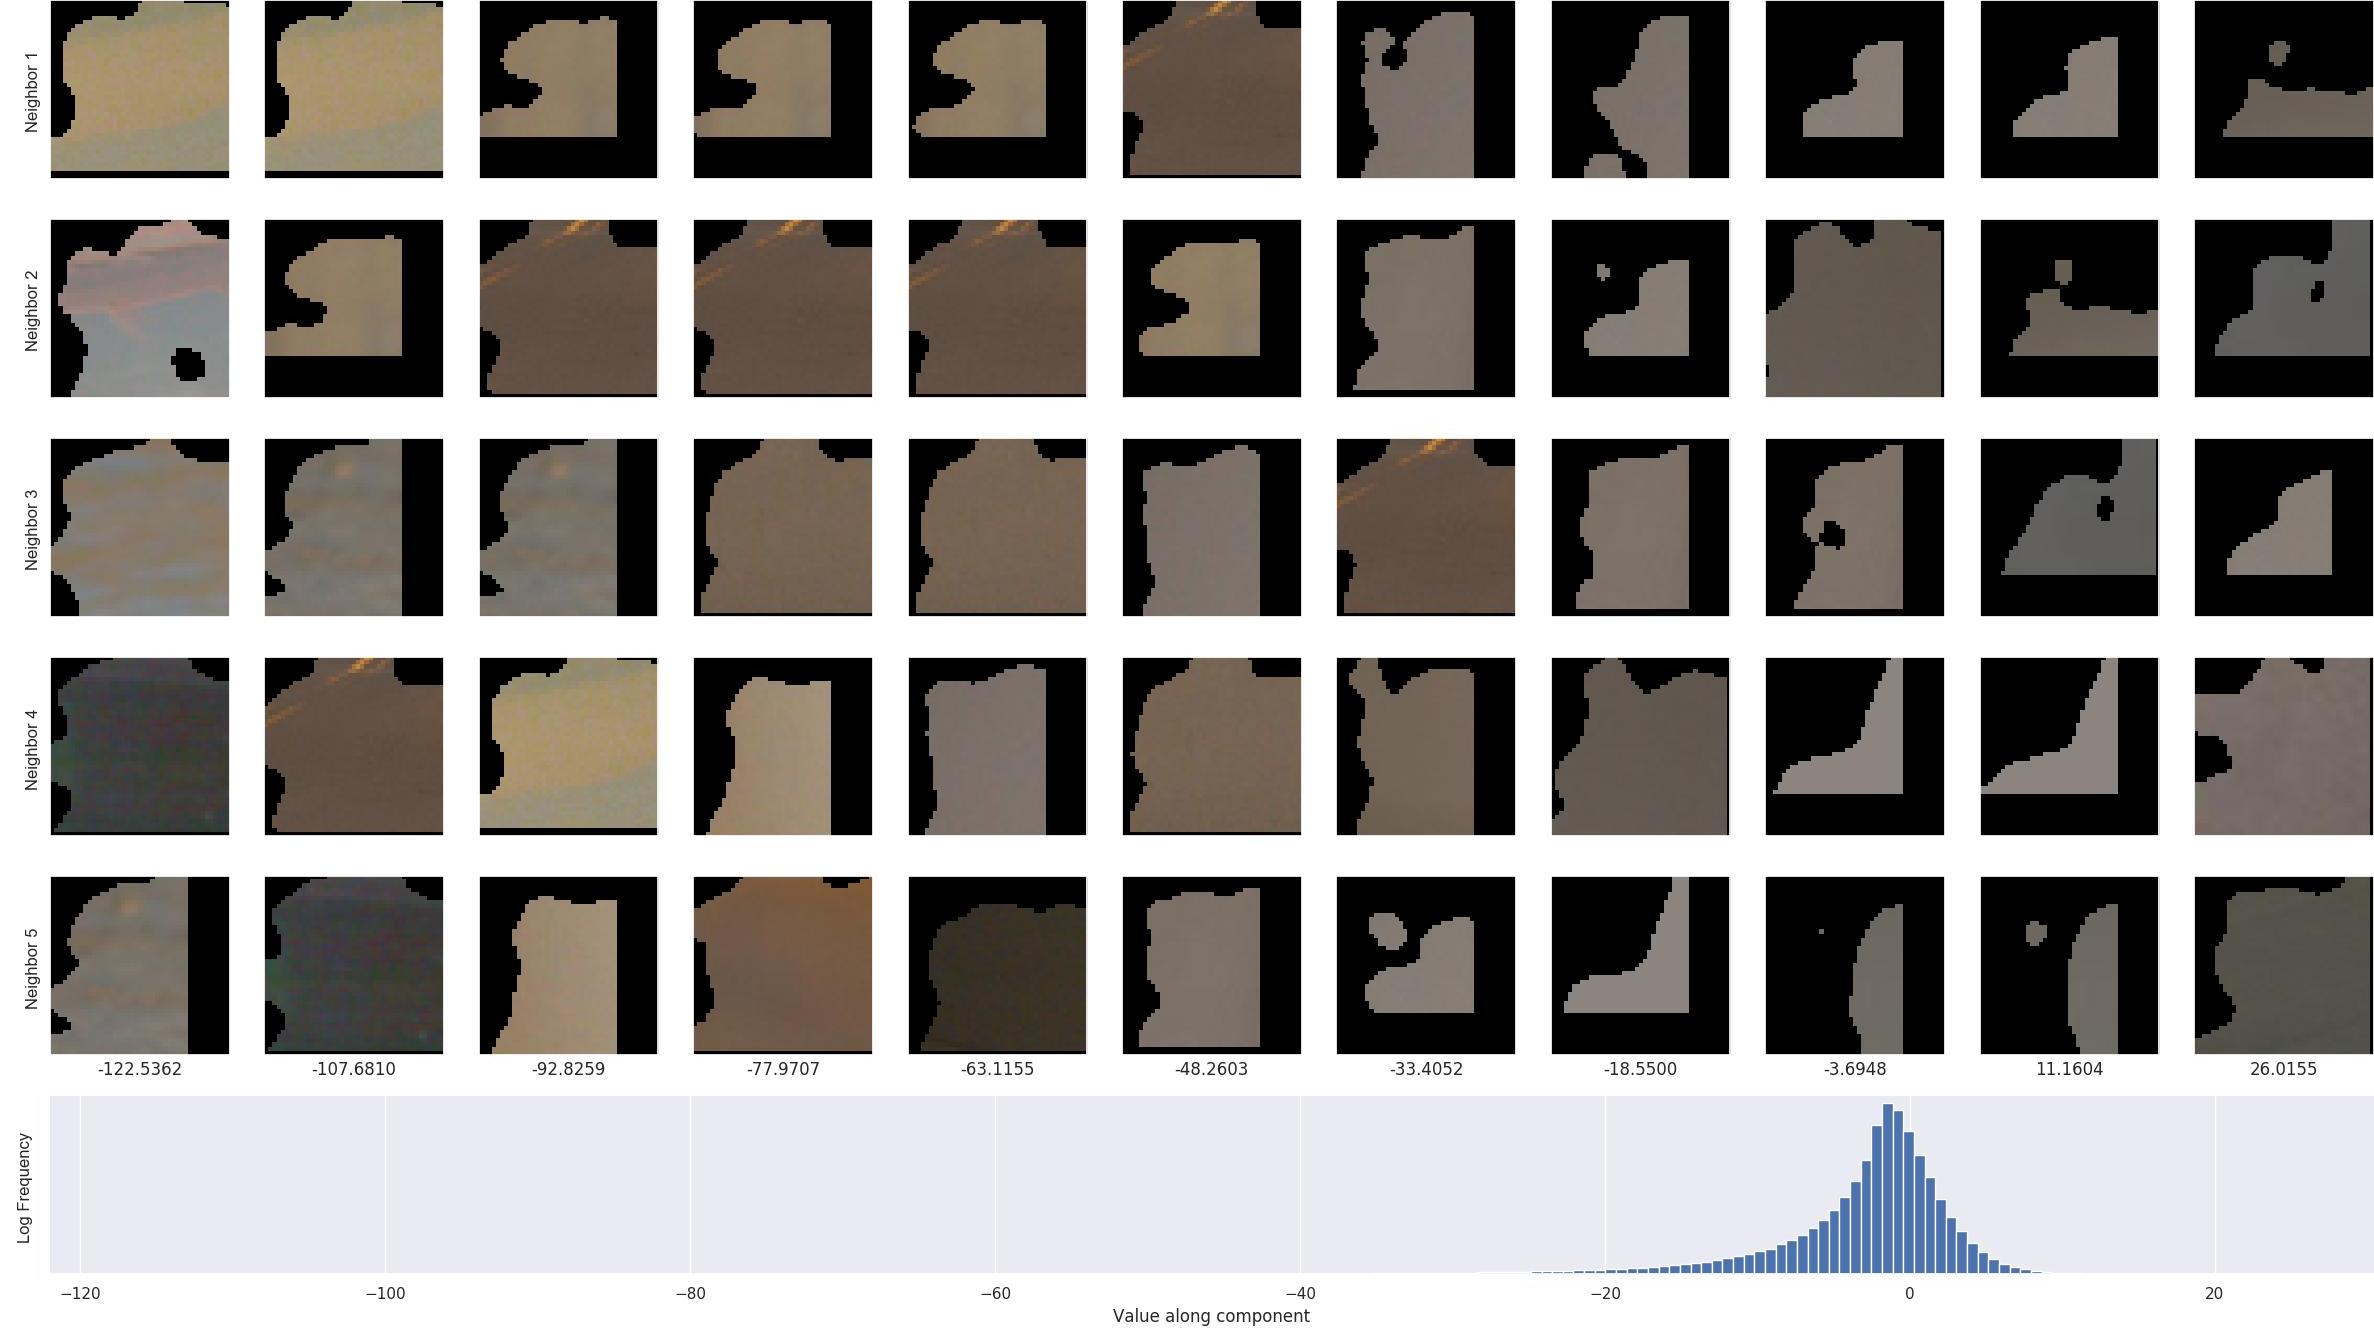 Neighbor 1
Neighbor 2
Neighbor 3
Neighbor 4
Neighbor 5
-122.5362 -107.6810 -92.8259 -77.9707 -63.1155 -48.2603 -33.4052 -18.5500 -3.6948 11.1604 26.0155
Log Frequency
−120 −100 −80 −60 −40 −20 0 20
Value along component